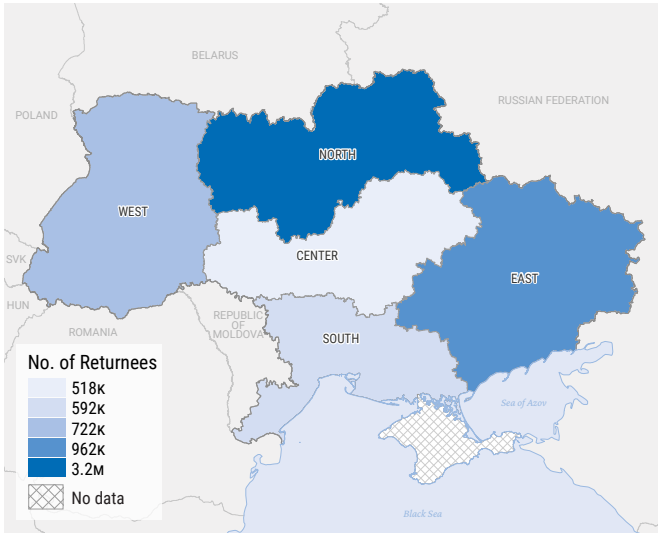 BELARUS
POLAND
RUSSIAN FEDERATION
NORTH
WEST
SVK
CENTER
EAST
HUN
REPUBLIC
OF
MOLDOVA
ROMANIA
SOUTH
No. of Returnees
518K
592K
722K
962K
3.2M
No data
Sea of Azov
Black Sea